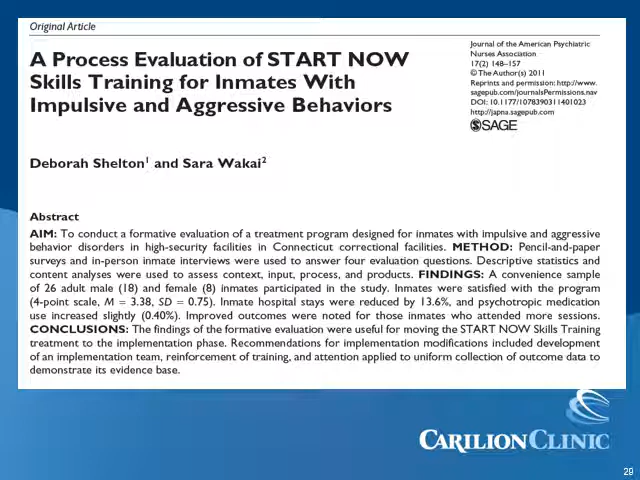 Original Article
A Process Evaluation of START NOW
Skills Training for Inmates With
Impulsive and Aggressive Behaviors
Journal of the American Psychiatric
Nurses Association
17(2) 148–157
© The Author(s) 2011
Reprints and permission: http://www.
sagepub.com/journalsPermissions.nav
DOI: 10.1177/1078390311401023
http://japna.sagepub.com
SAGE
Deborah Shelton1 and Sara Wakai2
Abstract
AIM: To conduct a formative evaluation of a treatment program designed for inmates with impulsive and aggressive
behavior disorders in high-security facilities in Connecticut correctional facilities. METHOD: Pencil-and-paper
surveys and in-person inmate interviews were used to answer four evaluation questions. Descriptive statistics and
content analyses were used to assess context, input, process, and products. FINDINGS: A convenience sample
of 26 adult male (18) and female (8) inmates participated in the study. Inmates were satisfied with the program
(4-point scale, M = 3.38, SD = 0.75). Inmate hospital stays were reduced by 13.6%, and psychotropic medication
use increased slightly (0.40%). Improved outcomes were noted for those inmates who attended more sessions.
CONCLUSIONS: The findings of the formative evaluation were useful for moving the START NOW Skills Training
treatment to the implementation phase. Recommendations for implementation modifications included development
of an implementation team, reinforcement of training, and attention applied to uniform collection of outcome data to
demonstrate its evidence base.
CARILION CLINIC
29